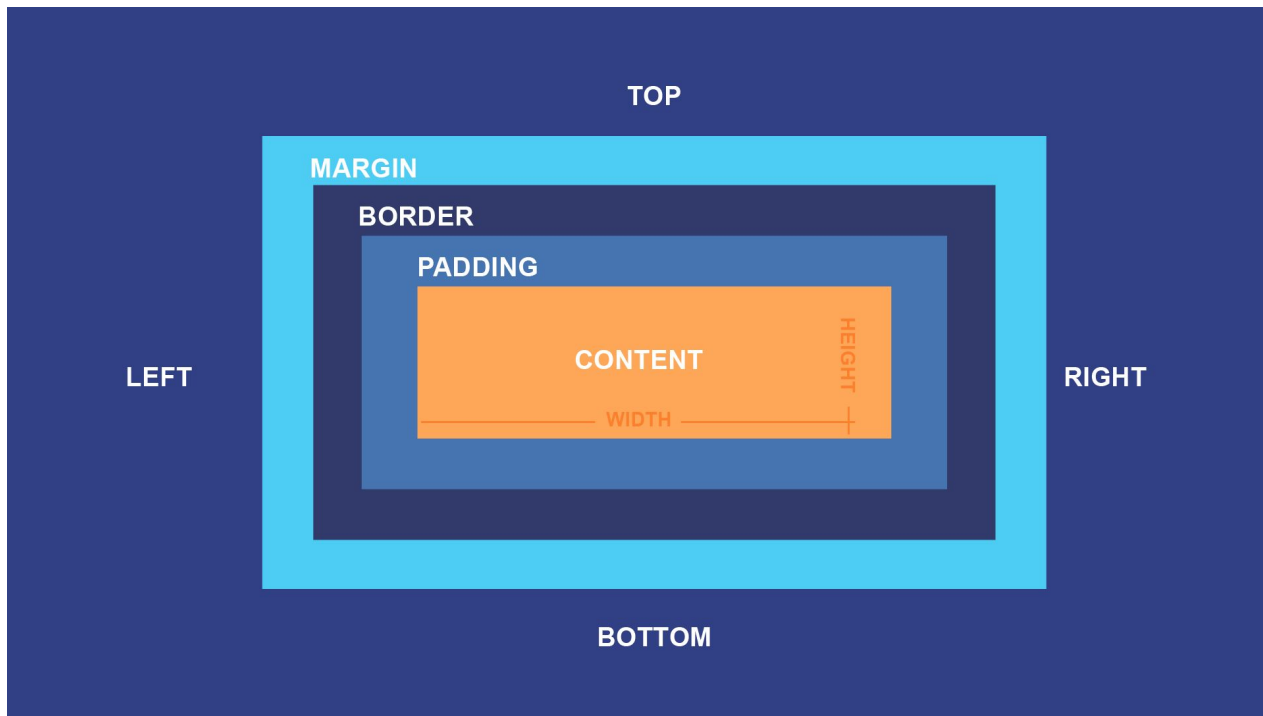 TOP
MARGIN
BORDER
PADDING
HEIGHT
CONTENT
LEFT
RIGHT
WIDTH
BOTTOM